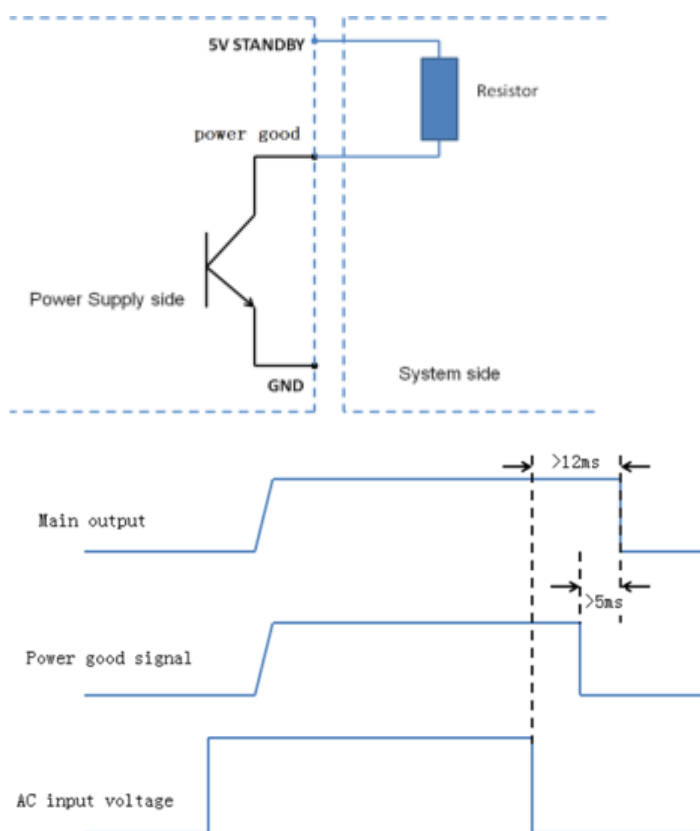 5V STANDBY
Resistor
power good
Power Supply side
System side
GND
>12ms
Main output
>5ms
Power good signal
AC input voltage